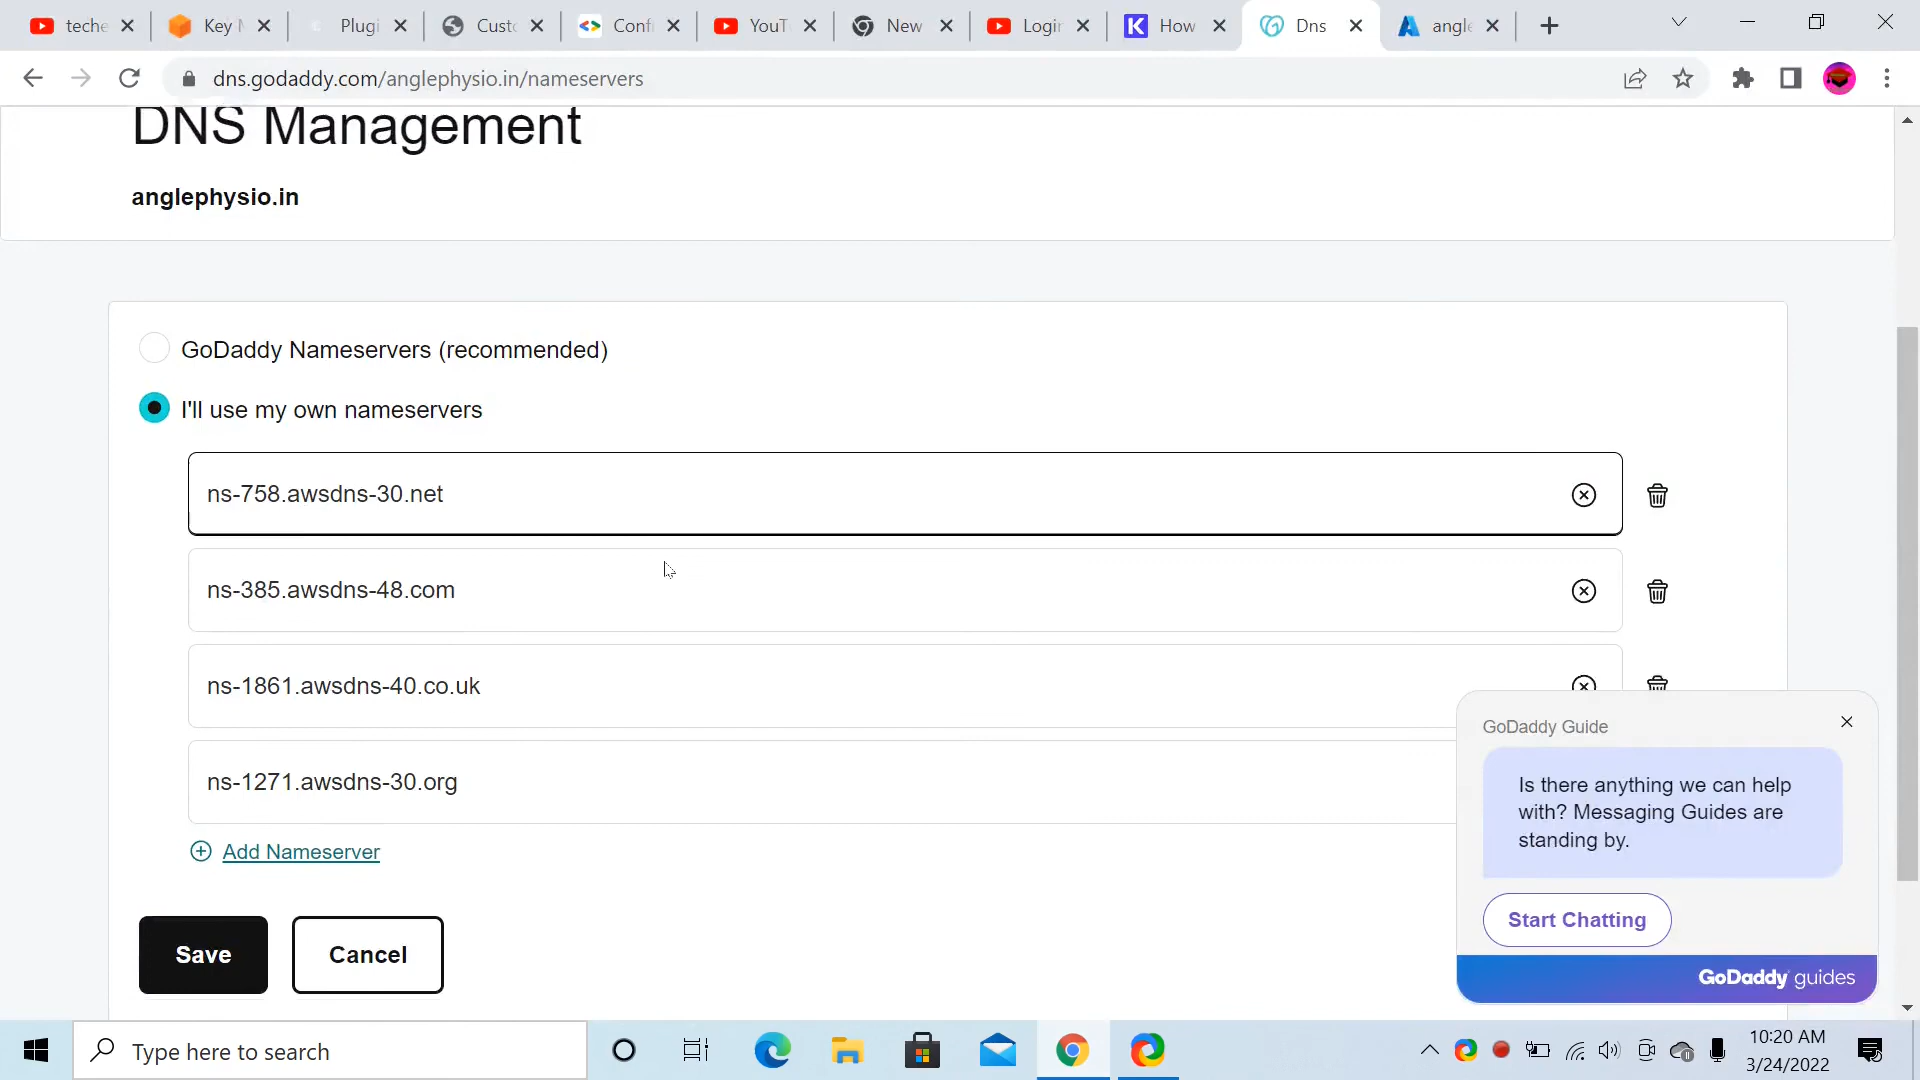 teche
Key M
Plugi
Custo
Confi
YouT
New
Login
How
Dns
angle
dns.godaddy.com/anglephysio.in/nameservers
DNS Management
anglephysio.in
GoDaddy Nameservers (recommended)
I'll use my own nameservers
ns-758.awsdns-30.net
ns-385.awsdns-48.com
ns-1861.awsdns-40.co.uk
ns-1271.awsdns-30.org
Add Nameserver
Save
Cancel
GoDaddy Guide
Is there anything we can help
with? Messaging Guides are
standing by.
Start Chatting
GoDaddy guides
Type here to search
10:20 AM
3/24/2022